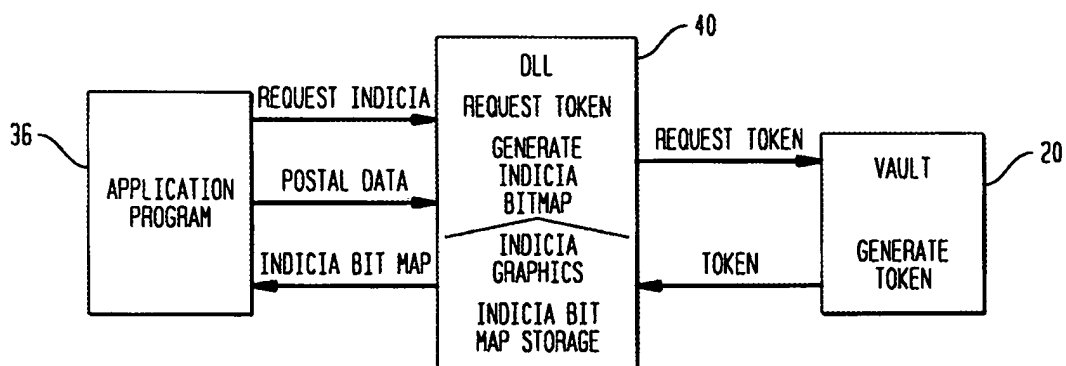 36
APPLICATION
PROGRAM
REQUEST INDICIA
POSTAL DATA
INDICIA BIT MAP
40
DLL
REQUEST TOKEN
GENERATE
INDICIA
BITMAP
INDICIA
GRAPHICS
INDICIA BIT
MAP STORAGE
REQUEST TOKEN
TOKEN
20
VAULT
GENERATE
TOKEN